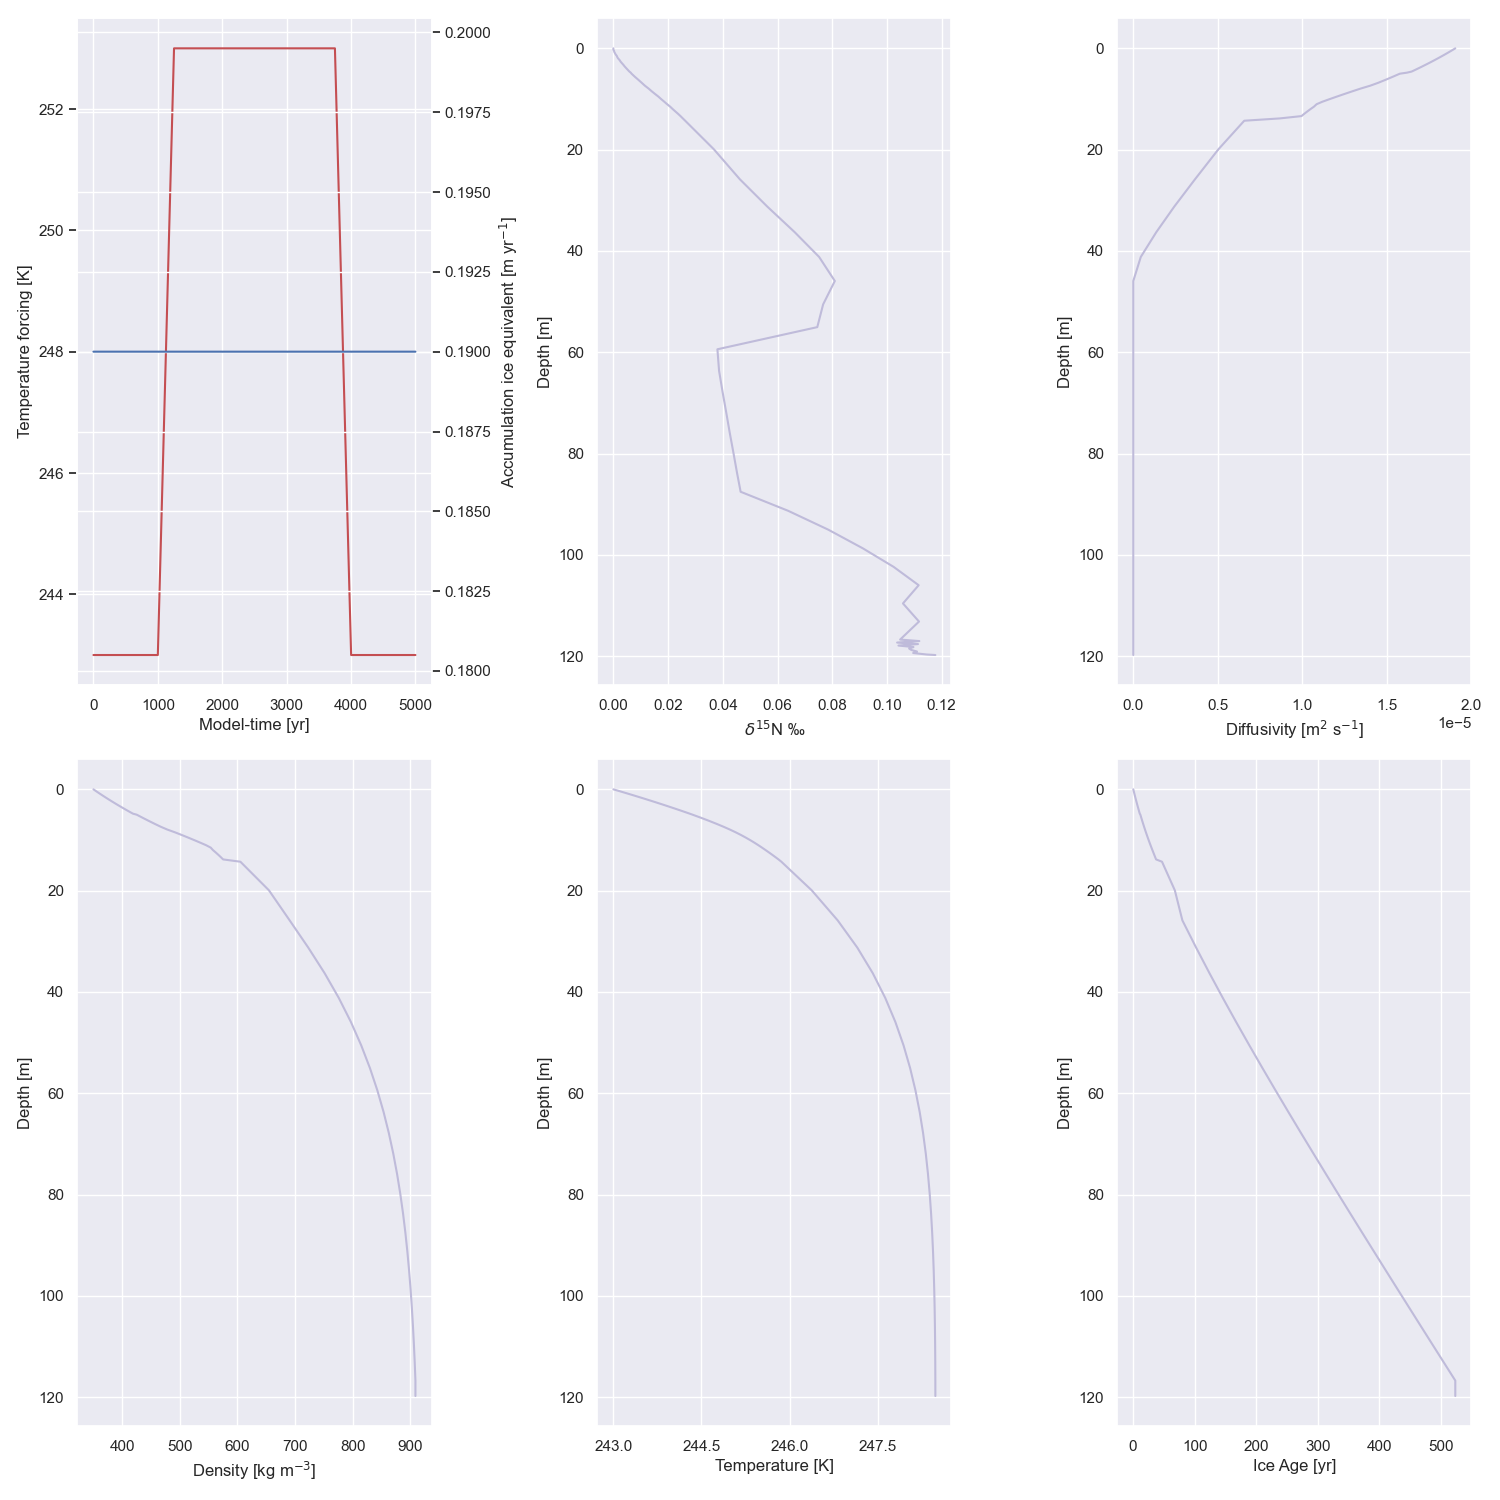 252
250
248
246
244
Temperature forcing [K]
0 1000 2000 3000 4000 5000
Model-time [yr]
0.2000
0.1975
0.1950
0.1925
0.1900
0.1875
0.1850
0.1825
0.1800
Accumulation ice equivalent [m yr⁻¹]
0
20
40
60
80
100
120
Depth [m]
0.00 0.02 0.04 0.06 0.08 0.10 0.12
δ¹⁵N ‰
0
20
40
60
80
100
120
Depth [m]
0.0 0.5 1.0 1.5 2.0
1e−5
Diffusivity [m² s⁻¹]
0
20
40
60
80
100
120
Depth [m]
400 500 600 700 800 900
Density [kg m⁻³]
0
20
40
60
80
100
120
Depth [m]
243.0 244.5 246.0 247.5
Temperature [K]
0
20
40
60
80
100
120
Depth [m]
0 100 200 300 400 500
Ice Age [yr]